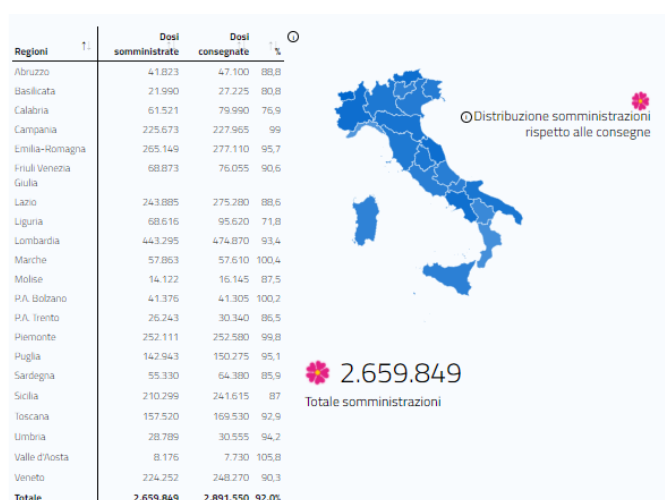 Regioni
Dosi somministrate
Dosi consegnate
%
Abruzzo 41.823 47.100 88,8
Basilicata 21.990 27.225 80,8
Calabria 61.521 79.990 76,9
Campania 225.673 227.965 99
Emilia-Romagna 265.149 277.110 95,7
Friuli Venezia Giulia 68.873 76.055 90,6
Lazio 243.885 275.280 88,6
Liguria 68.616 95.620 71,8
Lombardia 443.295 474.870 93,4
Marche 57.863 57.610 100,4
Molise 14.122 16.145 87,5
P.A. Bolzano 41.376 41.305 100,2
P.A. Trento 26.243 30.340 86,5
Piemonte 252.111 252.580 99,8
Puglia 142.943 150.275 95,1
Sardegna 55.330 64.380 85,9
Sicilia 210.299 241.615 87
Toscana 157.520 169.530 92,9
Umbria 28.789 30.555 94,2
Valle d'Aosta 8.176 7.730 105,8
Veneto 224.252 248.270 90,3
Totale 2.659.849 2.891.550 92.0%
Distribuzione somministrazioni
rispetto alle consegne
2.659.849
Totale somministrazioni